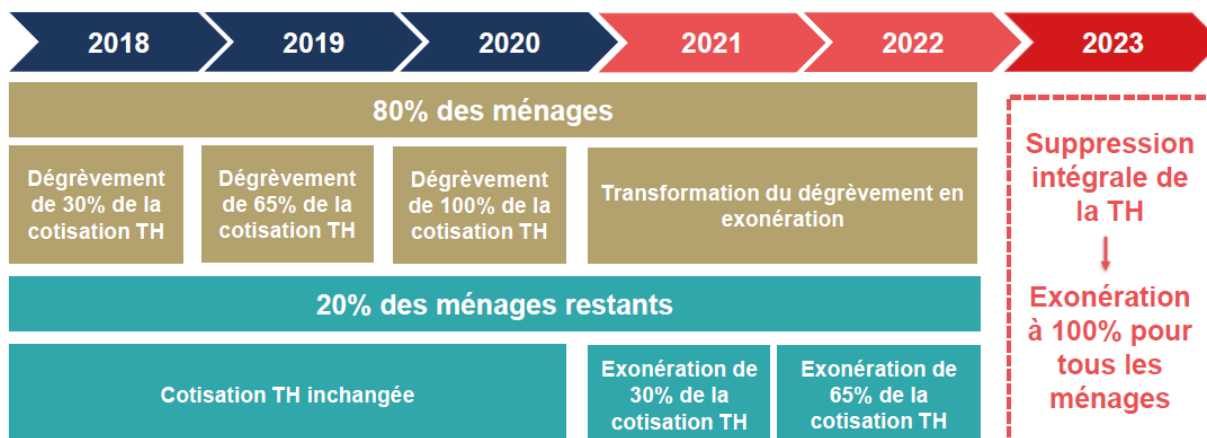 2018
2019
2020
2021
2022
2023
80% des ménages
Dégrèvement
de 30% de la
cotisation TH
Dégrèvement
de 65% de la
cotisation TH
Dégrèvement
de 100% de la
cotisation TH
Transformation du dégrèvement en
exonération
20% des ménages restants
Cotisation TH inchangée
Exonération de
30% de la
cotisation TH
Exonération de
65% de la
cotisation TH
Suppression
intégrale de
la TH
Exonération
à 100% pour
tous les
ménages